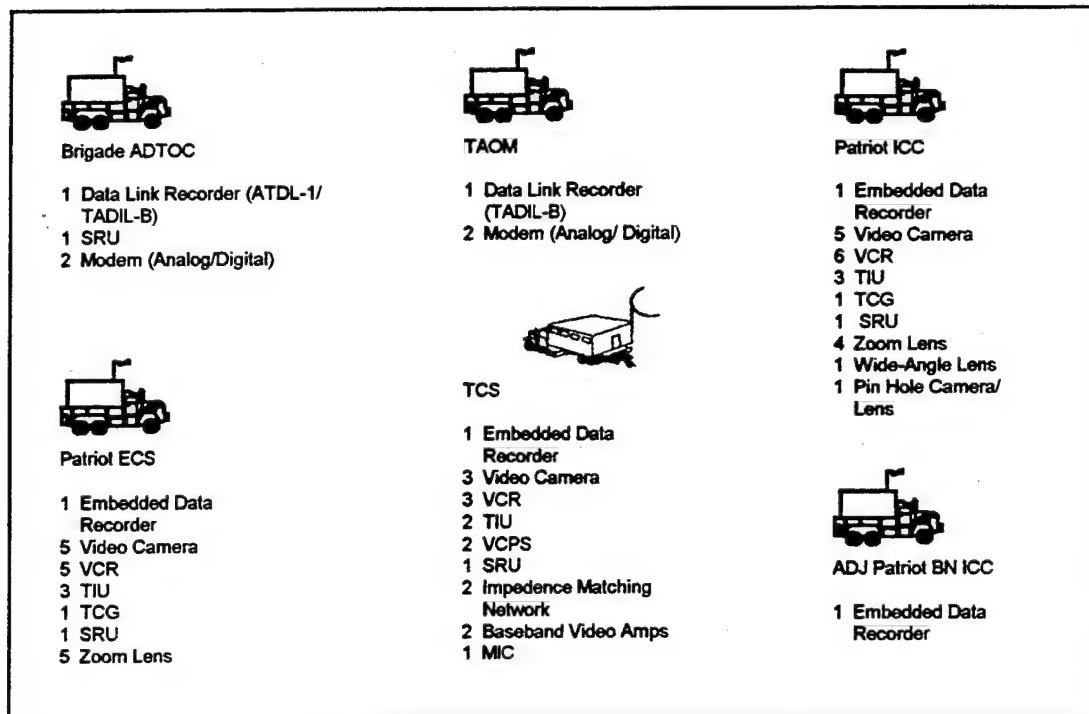 Brigade ADTOC
1 Data Link Recorder (ATDL-1/
TADIL-B)
1 SRU
2 Modem (Analog/Digital)
Patriot ECS
1 Embedded Data
Recorder
5 Video Camera
5 VCR
3 TIU
1 TCG
1 SRU
5 Zoom Lens
TAOM
1 Data Link Recorder
(TADIL-B)
2 Modem (Analog/ Digital)
TCS
1 Embedded Data
Recorder
3 Video Camera
3 VCR
2 TIU
2 VCPS
1 SRU
2 Impedence Matching
Network
2 Baseband Video Amps
1 MIC
Patriot ICC
1 Embedded Data
Recorder
5 Video Camera
6 VCR
3 TIU
1 TCG
1 SRU
4 Zoom Lens
1 Wide-Angle Lens
1 Pin Hole Camera/
Lens
ADJ Patriot BN ICC
1 Embedded Data
Recorder